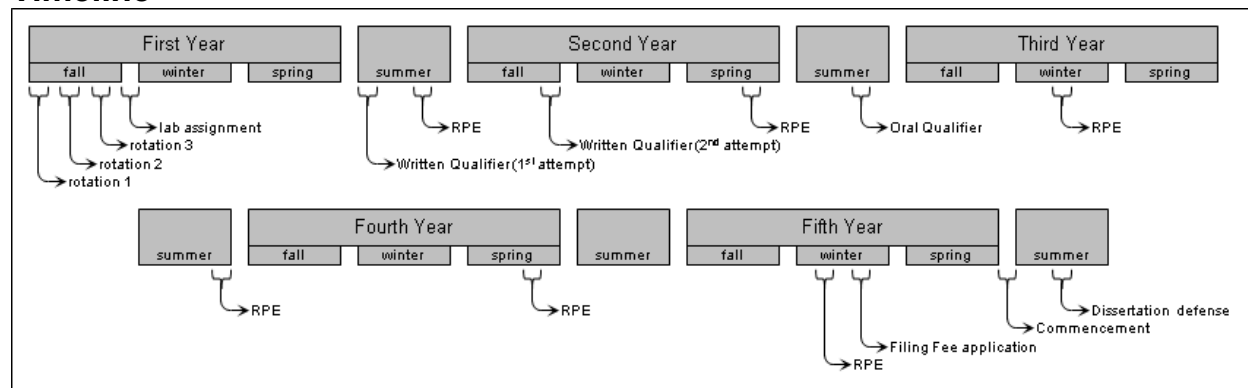 First Year Second Year Third Year
fall winter spring summer fall winter spring summer fall winter spring
lab assignment RPE RPE Oral Qualifier RPE
rotation 3 Written Qualifier(2nd attempt)
rotation 2 Written Qualifier(1st attempt)
rotation 1
Fourth Year Fifth Year
summer fall winter spring summer fall winter spring summer
RPE RPE Dissertation defense
Commencement
Filing Fee application
RPE